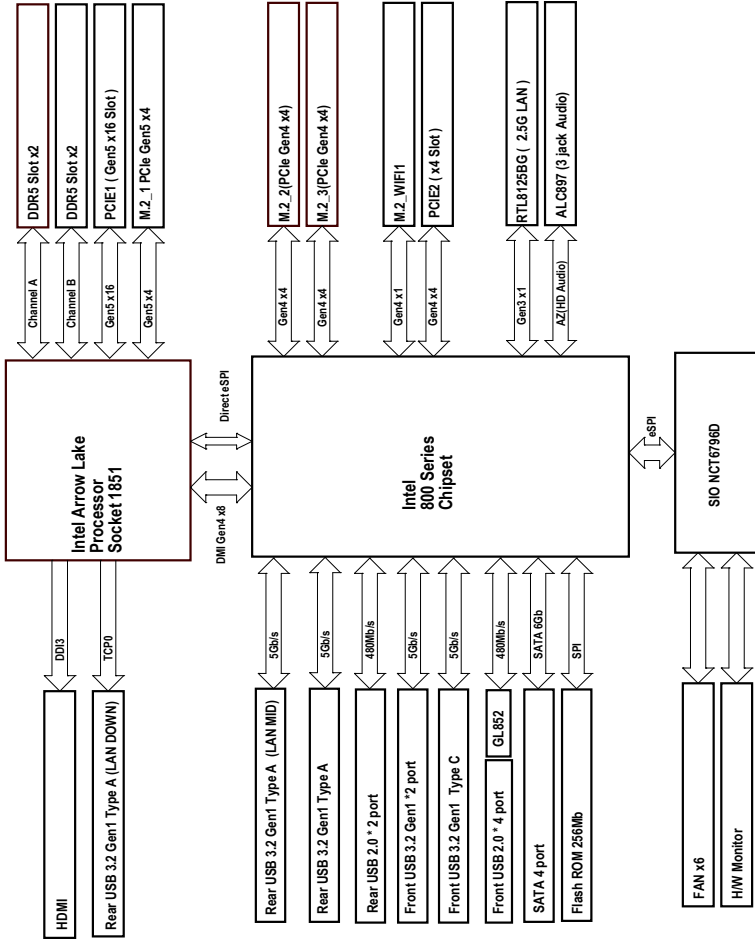 DDR5 Slot x2
DDR5 Slot x2
PCIE1 ( Gen5 x16 Slot )
M.2_1 PCIe Gen5 x4
M.2_2(PCIe Gen4 x4)
M.2_3(PCIe Gen4 x4)
M.2_WIFI1
PCIE2 ( x4 Slot )
RTL8125BG ( 2.5G LAN )
ALC897 (3 jack Audio)
Channel A
Channel B
Gen5 x16
Gen5 x4
Gen4 x4
Gen4 x4
Gen4 x1
Gen4 x4
Gen3 x1
AZ(HD Audio)
Intel Arrow Lake
Processor
Socket 1851
Direct eSPI
DMI Gen4 x8
Intel
800 Series
Chipset
eSPI
SIO NCT6796D
DDI3
TCP0
5Gb/s
5Gb/s
480Mb/s
5Gb/s
5Gb/s
480Mb/s
SATA 6Gb
SPI
HDMI
Rear USB 3.2 Gen1 Type A (LAN DOWN)
Rear USB 3.2 Gen1 Type A (LAN MID)
Rear USB 3.2 Gen1 Type A
Rear USB 2.0 * 2 port
Front USB 3.2 Gen1 *2 port
Front USB 3.2 Gen1 Type C
GL852
Front USB 2.0 * 4 port
SATA 4 port
Flash ROM 256Mb
FAN x6
H/W Monitor